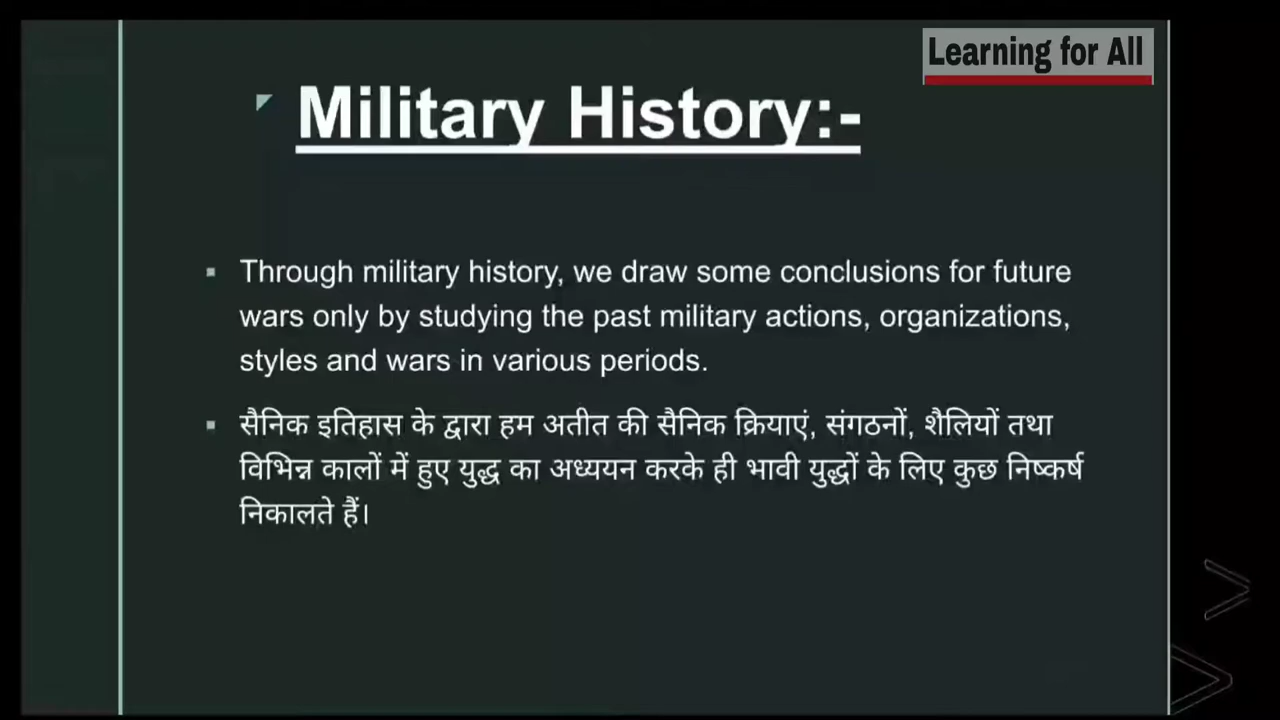 Learning for All
Military History:-
Through military history, we draw some conclusions for future
wars only by studying the past military actions, organizations,
styles and wars in various periods.
सैनिक इतिहास के द्वारा हम अतीत की सैनिक क्रियाएं, संगठनों, शैलियों तथा
विभिन्न कालों में हुए युद्ध का अध्ययन करके ही भावी युद्धों के लिए कुछ निष्कर्ष
निकालते हैं।